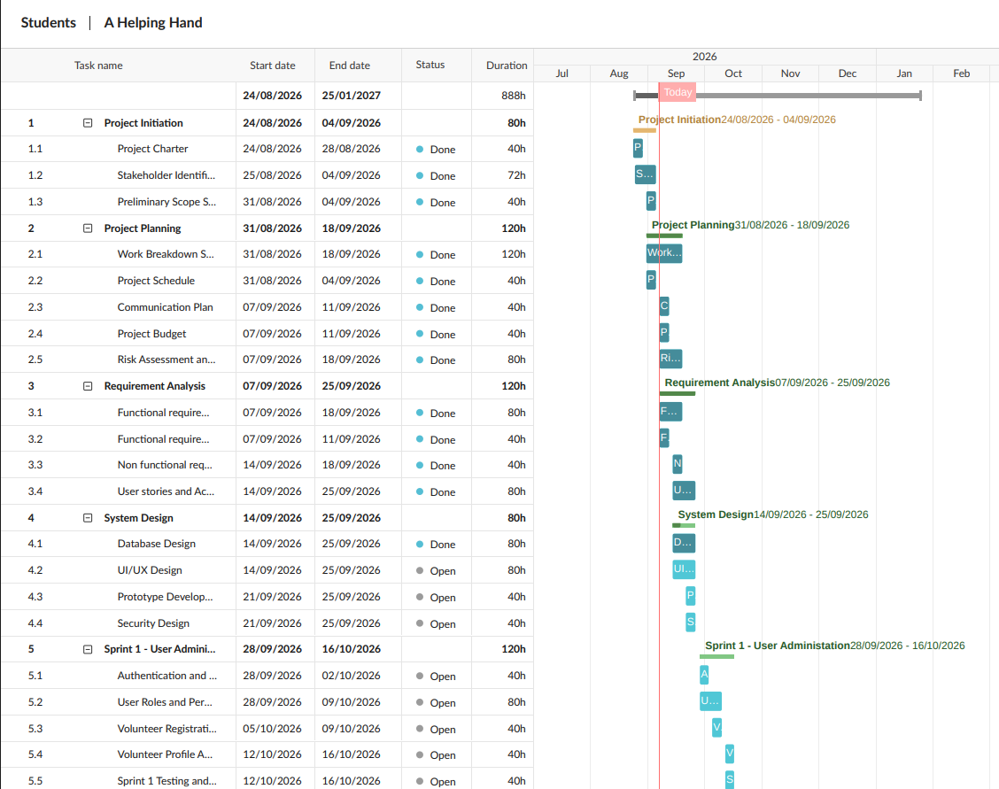 Students | A Helping Hand
Task name Start date End date Status Duration 2026
Jul Aug Sep Oct Nov Dec Jan Feb
24/08/2026 25/01/2027 888h Today
1 Project Initiation 24/08/2026 04/09/2026 80h Project Initiation24/08/2026 - 04/09/2026
1.1 Project Charter 24/08/2026 28/08/2026 Done 40h P
1.2 Stakeholder Identifi... 25/08/2026 04/09/2026 Done 72h S...
1.3 Preliminary Scope S... 31/08/2026 04/09/2026 Done 40h P
2 Project Planning 31/08/2026 18/09/2026 120h Project Planning31/08/2026 - 18/09/2026
2.1 Work Breakdown S... 31/08/2026 18/09/2026 Done 120h Work...
2.2 Project Schedule 31/08/2026 04/09/2026 Done 40h P
2.3 Communication Plan 07/09/2026 11/09/2026 Done 40h C
2.4 Project Budget 07/09/2026 11/09/2026 Done 40h P
2.5 Risk Assessment an... 07/09/2026 18/09/2026 Done 80h Ri...
3 Requirement Analysis 07/09/2026 25/09/2026 120h Requirement Analysis07/09/2026 - 25/09/2026
3.1 Functional require... 07/09/2026 18/09/2026 Done 80h F...
3.2 Functional require... 07/09/2026 11/09/2026 Done 40h F
3.3 Non functional req... 14/09/2026 18/09/2026 Done 40h N
3.4 User stories and Ac... 14/09/2026 25/09/2026 Done 80h U...
4 System Design 14/09/2026 25/09/2026 80h System Design14/09/2026 - 25/09/2026
4.1 Database Design 14/09/2026 25/09/2026 Done 80h D...
4.2 UI/UX Design 14/09/2026 25/09/2026 Open 80h UI...
4.3 Prototype Develop... 21/09/2026 25/09/2026 Open 40h P
4.4 Security Design 21/09/2026 25/09/2026 Open 40h S
5 Sprint 1 - User Admini... 28/09/2026 16/10/2026 120h Sprint 1 - User Administation28/09/2026 - 16/10/2026
5.1 Authentication and ... 28/09/2026 02/10/2026 Open 40h A
5.2 User Roles and Per... 28/09/2026 09/10/2026 Open 80h U...
5.3 Volunteer Registrati... 05/10/2026 09/10/2026 Open 40h V
5.4 Volunteer Profile A... 12/10/2026 16/10/2026 Open 40h V
5.5 Sprint 1 Testing and... 12/10/2026 16/10/2026 Open 40h S